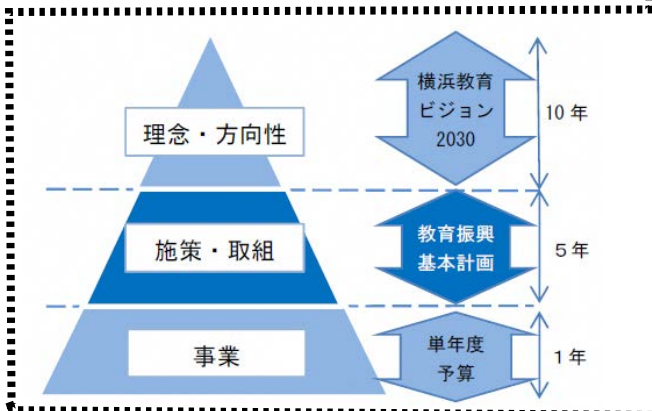 理念・方向性
横浜教育
ビジョン
2030
10年
施策・取組
教育振興
基本計画
5年
事業
単年度
予算
1年